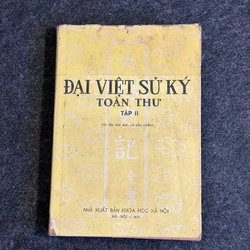 ĐẠI VIỆT SỬ KÝ
TOÀN THƯ
TẬP II
NHÀ XUẤT BẢN KHOA HỌC XÃ HỘI